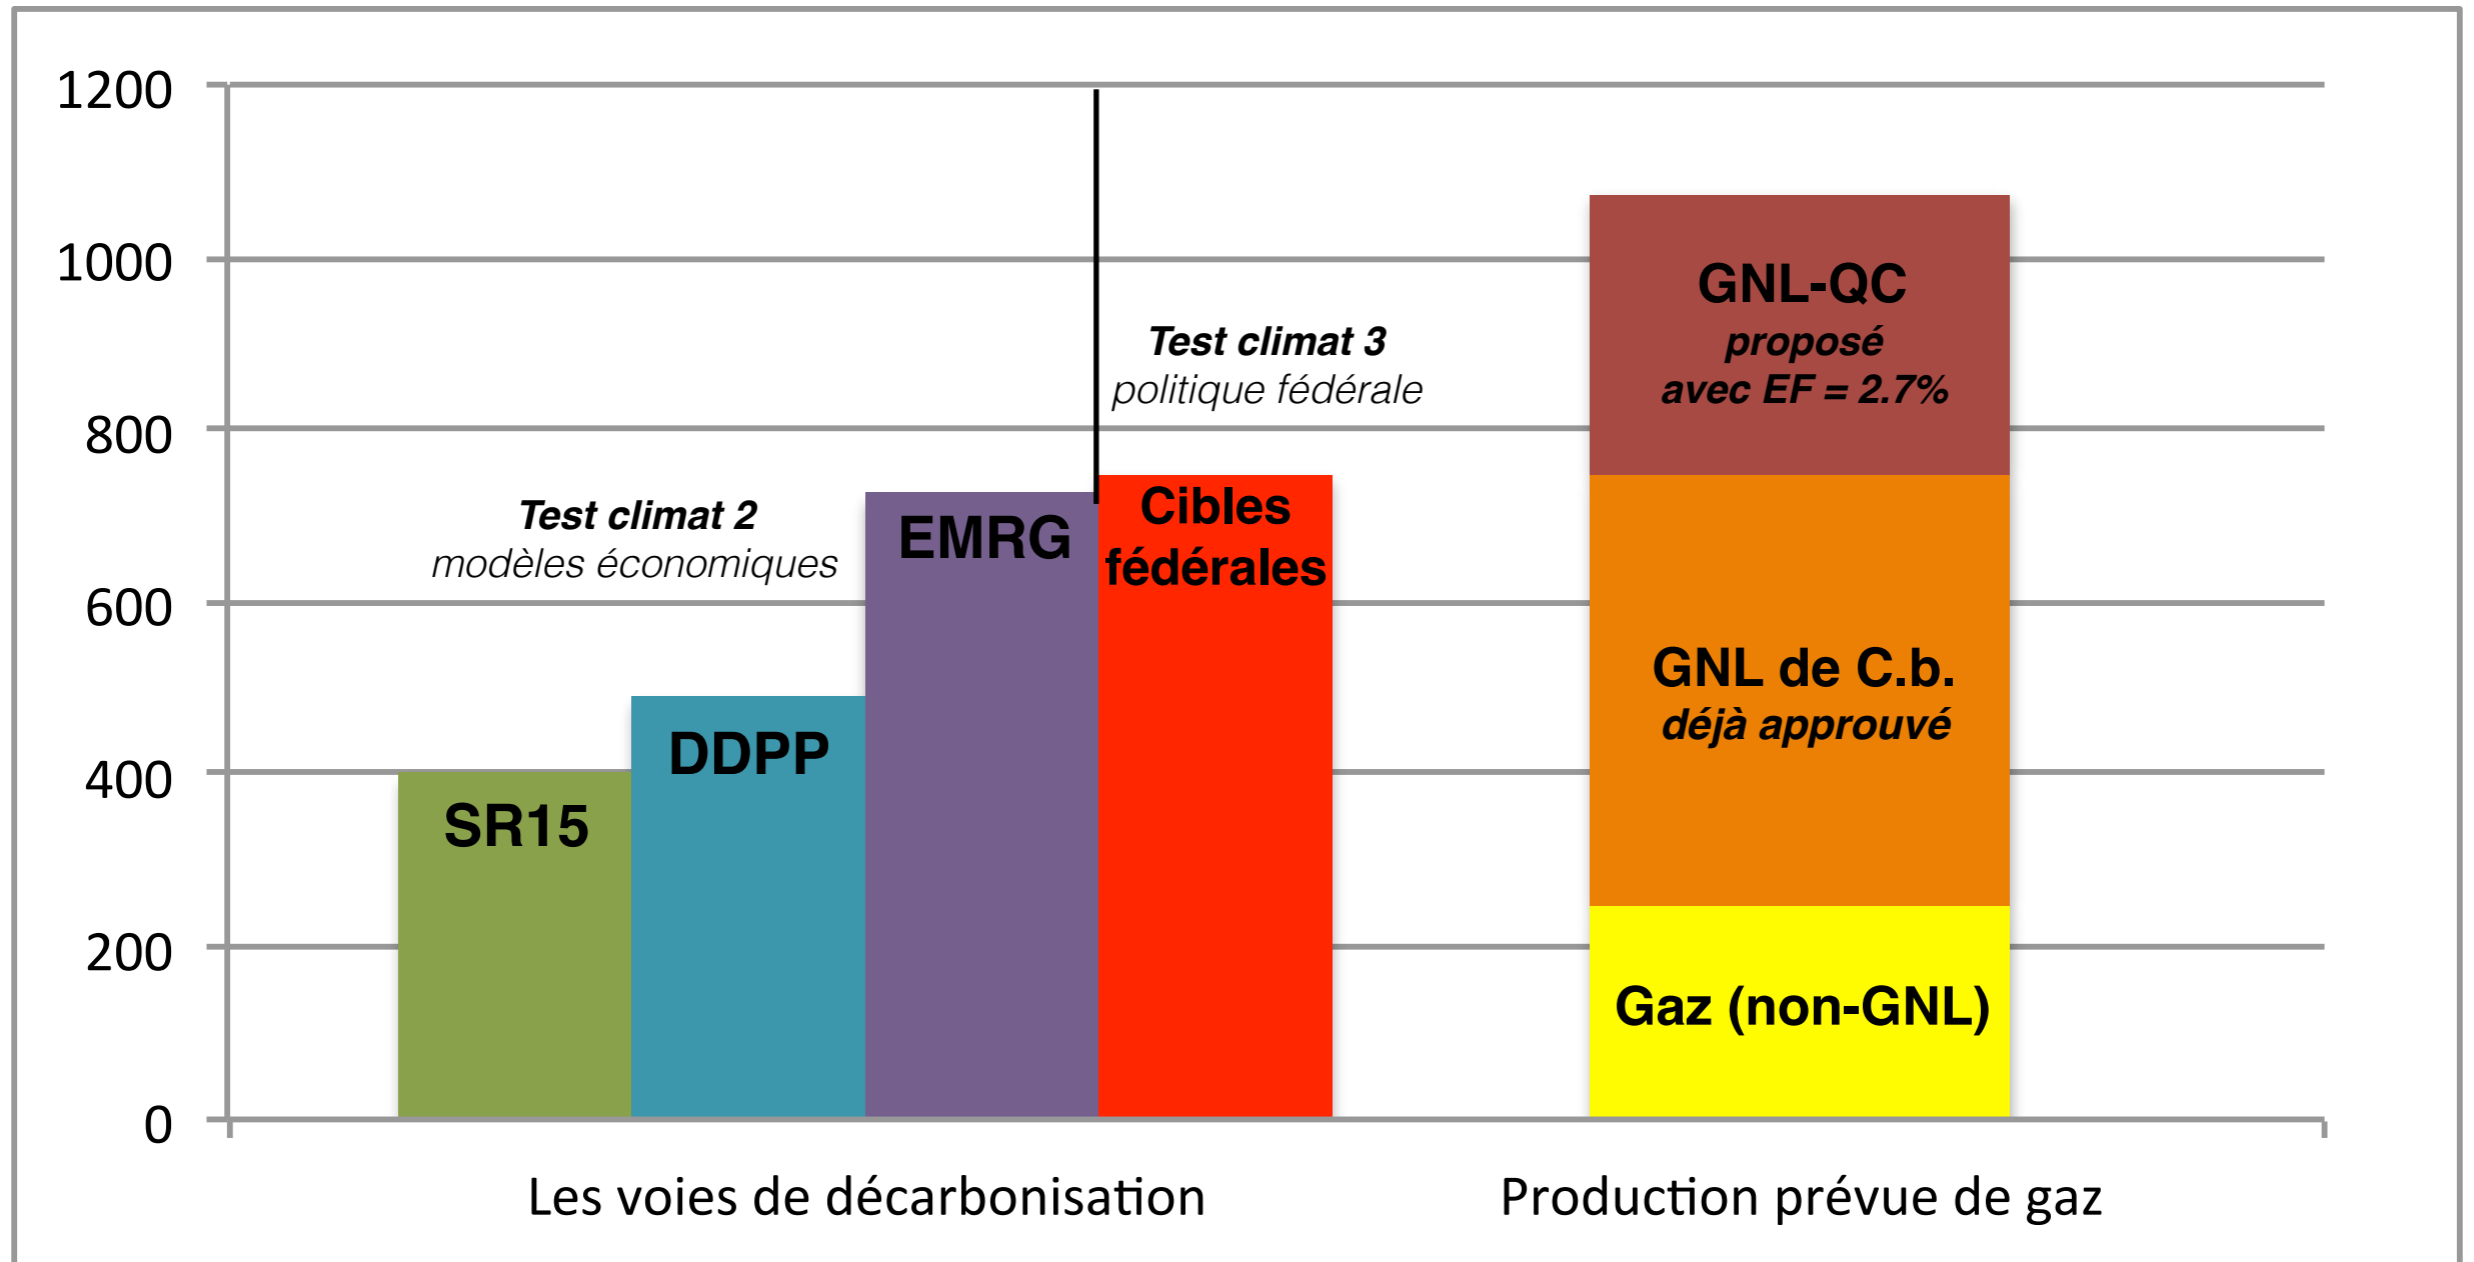 1200
1000
800
600
400
200
0
Test climat 2
modèles économiques
Test climat 3
politique fédérale
SR15
DDPP
EMRG
Cibles
fédérales
GNL-QC
proposé
avec EF = 2.7%
GNL de C.b.
déjà approuvé
Gaz (non-GNL)
Les voies de décarbonisation
Production prévue de gaz